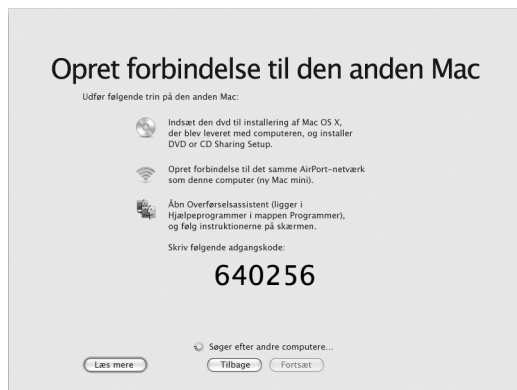 Opret forbindelse til den anden Mac
Udfør følgende trin på den anden Mac:
Indsæt den dvd til installering af Mac OS X,
der blev leveret med computeren, og installer
DVD or CD Sharing Setup.
Opret forbindelse til det samme AirPort-netværk
som denne computer (ny Mac mini).
Åbn Overførselsassistent (ligger i
Hjælpeprogrammer i mappen Programmer),
og følg instruktionerne på skærmen.
Skriv følgende adgangskode:
640256
Søger efter andre computere...
Læs mere
Tilbage
Fortsæt